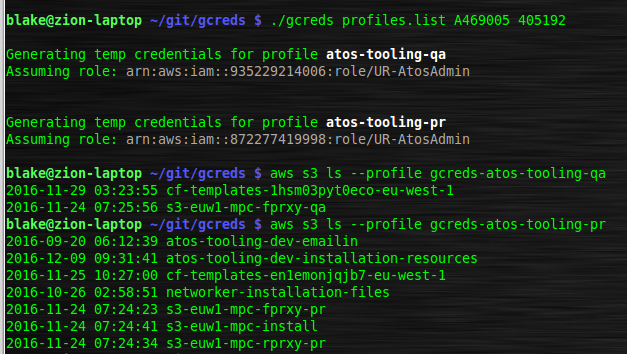 blake@zion-laptop ~/git/gcreds $ ./gcreds profiles.list A469005 405192
Generating temp credentials for profile atos-tooling-qa
Assuming role: arn:aws:iam::935229214006:role/UR-AtosAdmin
Generating temp credentials for profile atos-tooling-pr
Assuming role: arn:aws:iam::872277419998:role/UR-AtosAdmin
blake@zion-laptop ~/git/gcreds $ aws s3 ls --profile gcreds-atos-tooling-qa
2016-11-29 03:23:55 cf-templates-1hsm03pyt0eco-eu-west-1
2016-11-24 07:25:56 s3-euw1-mpc-fprxy-qa
blake@zion-laptop ~/git/gcreds $ aws s3 ls --profile gcreds-atos-tooling-pr
2016-09-20 06:12:39 atos-tooling-dev-emailin
2016-12-09 09:31:41 atos-tooling-dev-installation-resources
2016-11-25 10:27:00 cf-templates-en1emonjqjb7-eu-west-1
2016-10-26 02:58:51 networker-installation-files
2016-11-24 07:24:23 s3-euw1-mpc-fprxy-pr
2016-11-24 07:24:41 s3-euw1-mpc-install
2016-11-24 07:24:34 s3-euw1-mpc-rprxy-pr